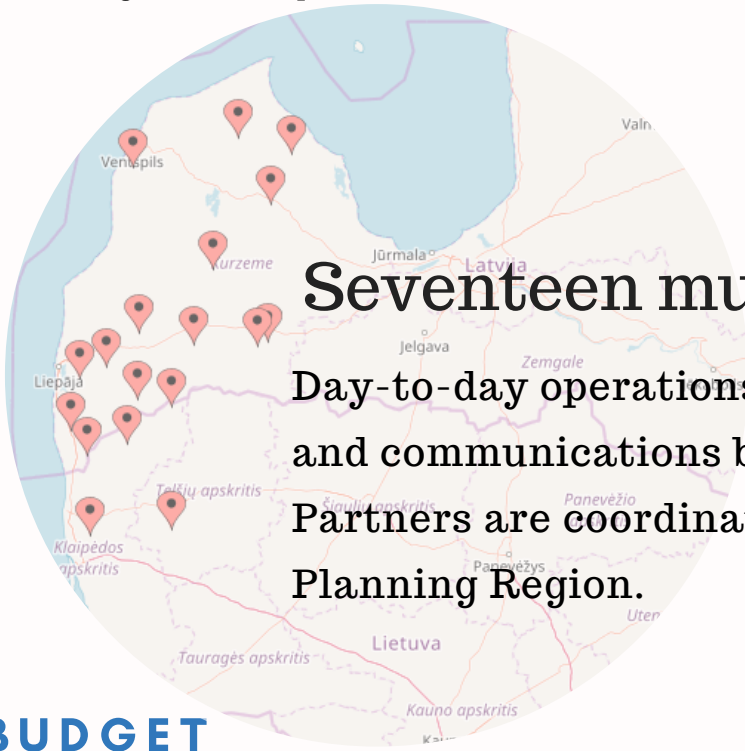 Valn
Ventspils
Kurzeme
Jūrmala
Latvija
Seventeen mu
Jelgava
Zemgale
Liepāja
Day-to-day operations
and communications b
Telšių apskritis
Šiaulių apskritis
Panevėžio
Partners are coordina
Klaipėdos
apskritis
Panevėžys
Planning Region.
Uten
Lietuva
Tauragės apskritis
Kauno apskritis
BUDGET